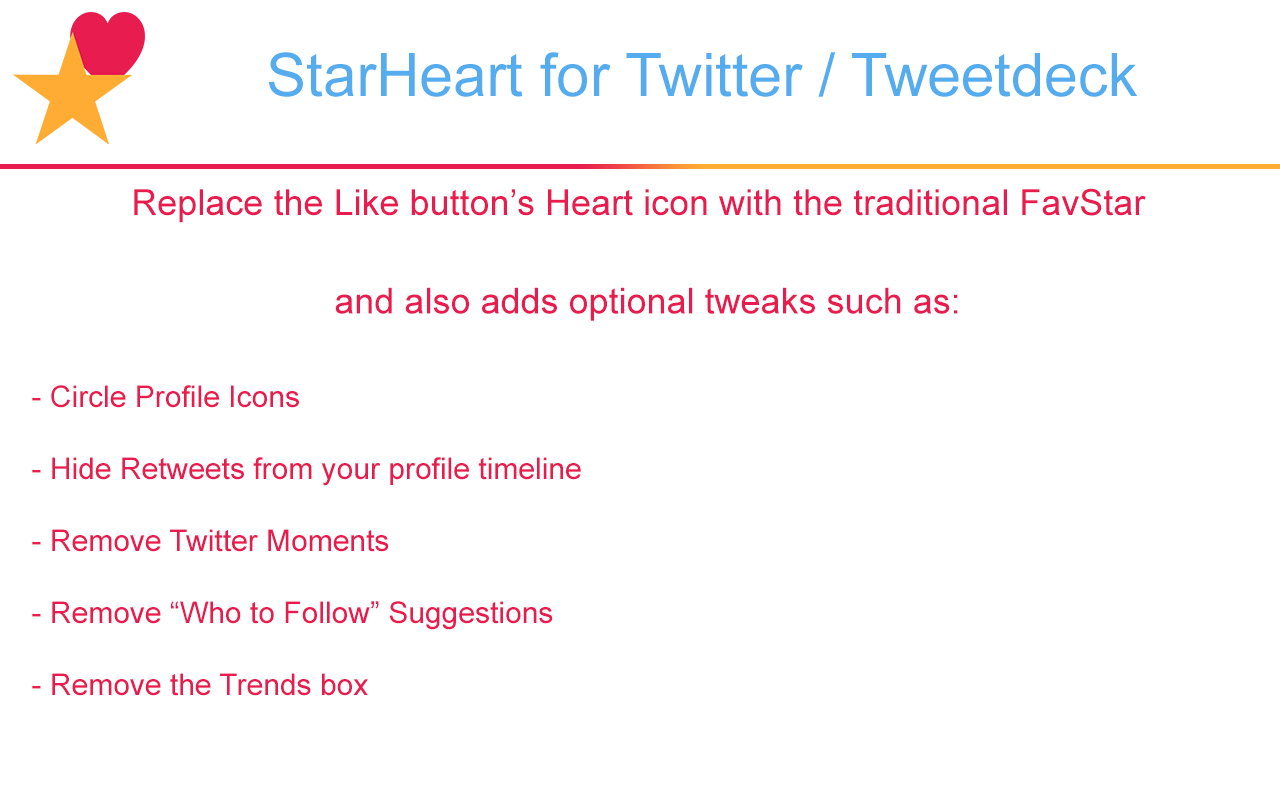 StarHeart for Twitter / Tweetdeck
Replace the Like button’s Heart icon with the traditional FavStar
and also adds optional tweaks such as:
- Circle Profile Icons
- Hide Retweets from your profile timeline
- Remove Twitter Moments
- Remove “Who to Follow” Suggestions
- Remove the Trends box